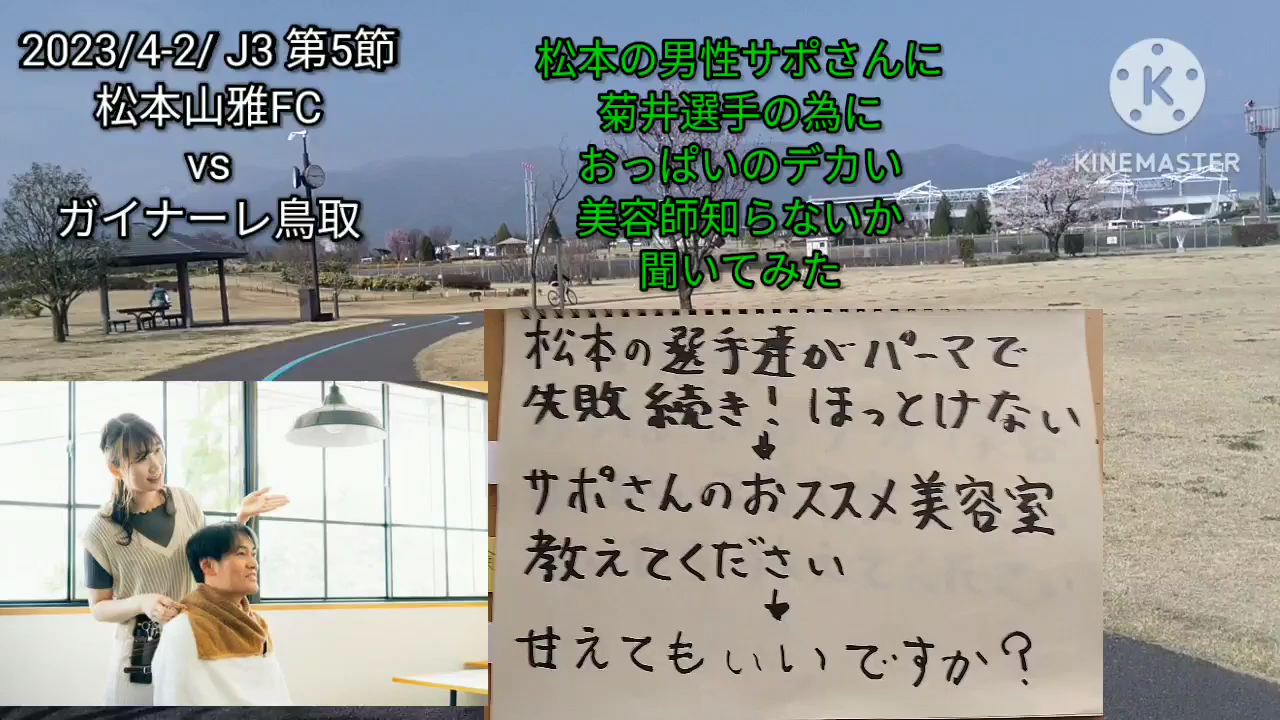 2023/4-2/ J3 第5節
松本山雅FC
vs
ガイナーレ鳥取
松本の男性サポさんに
菊井選手の為に
おっぱいのデカい
美容師知らないか
聞いてみた
K
KINEMASTER
松本の選手達がパーマで
失敗続き！ほっとけない
↓
サポさんのおススメ美容室
教えてください
↓
甘えてもいいですか？